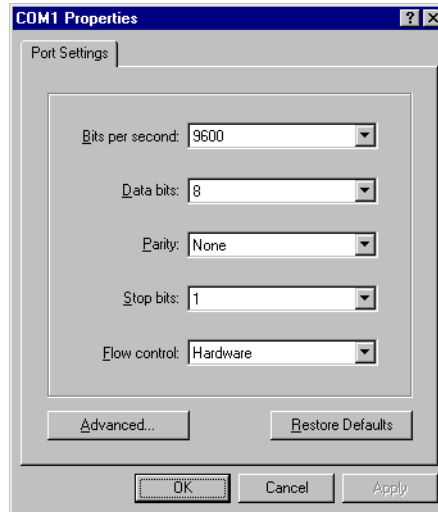 COM1 Properties
Port Settings
Bits per second: 9600
Data bits: 8
Parity: None
Stop bits: 1
Flow control: Hardware
Advanced... Restore Defaults
OK Cancel Apply